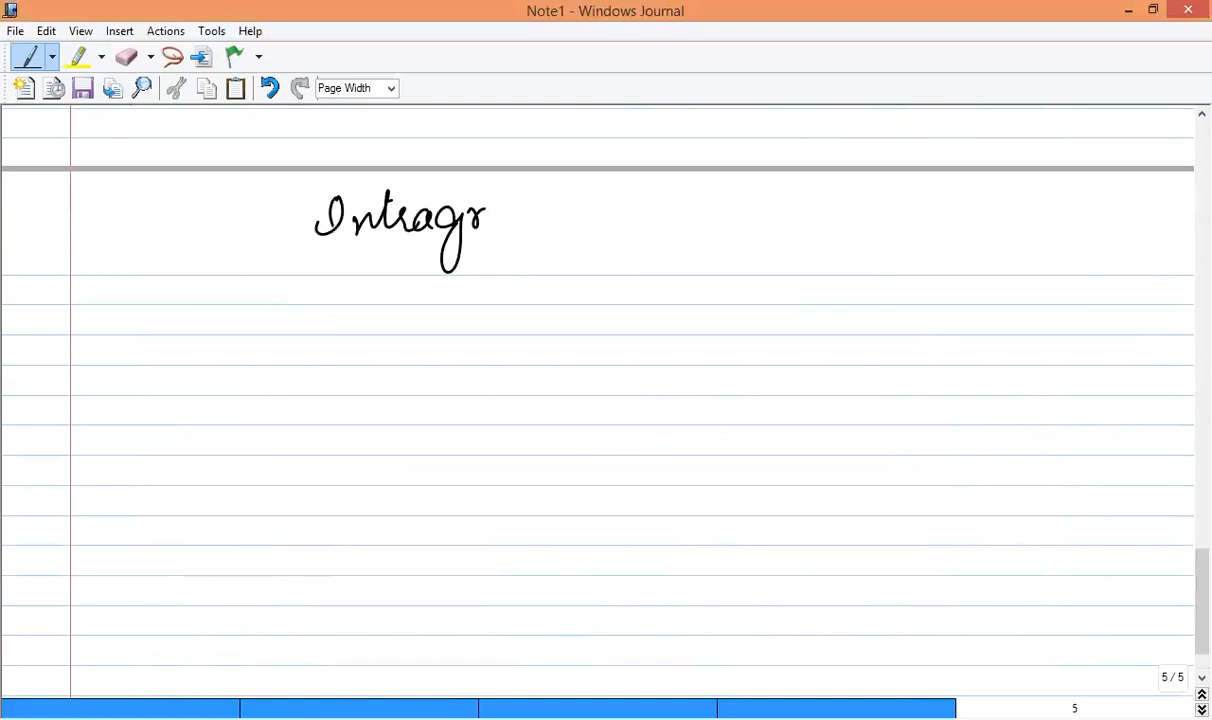 Note1 - Windows Journal
File Edit View Insert Actions Tools Help
Page Width
Intragr
5 / 5
5